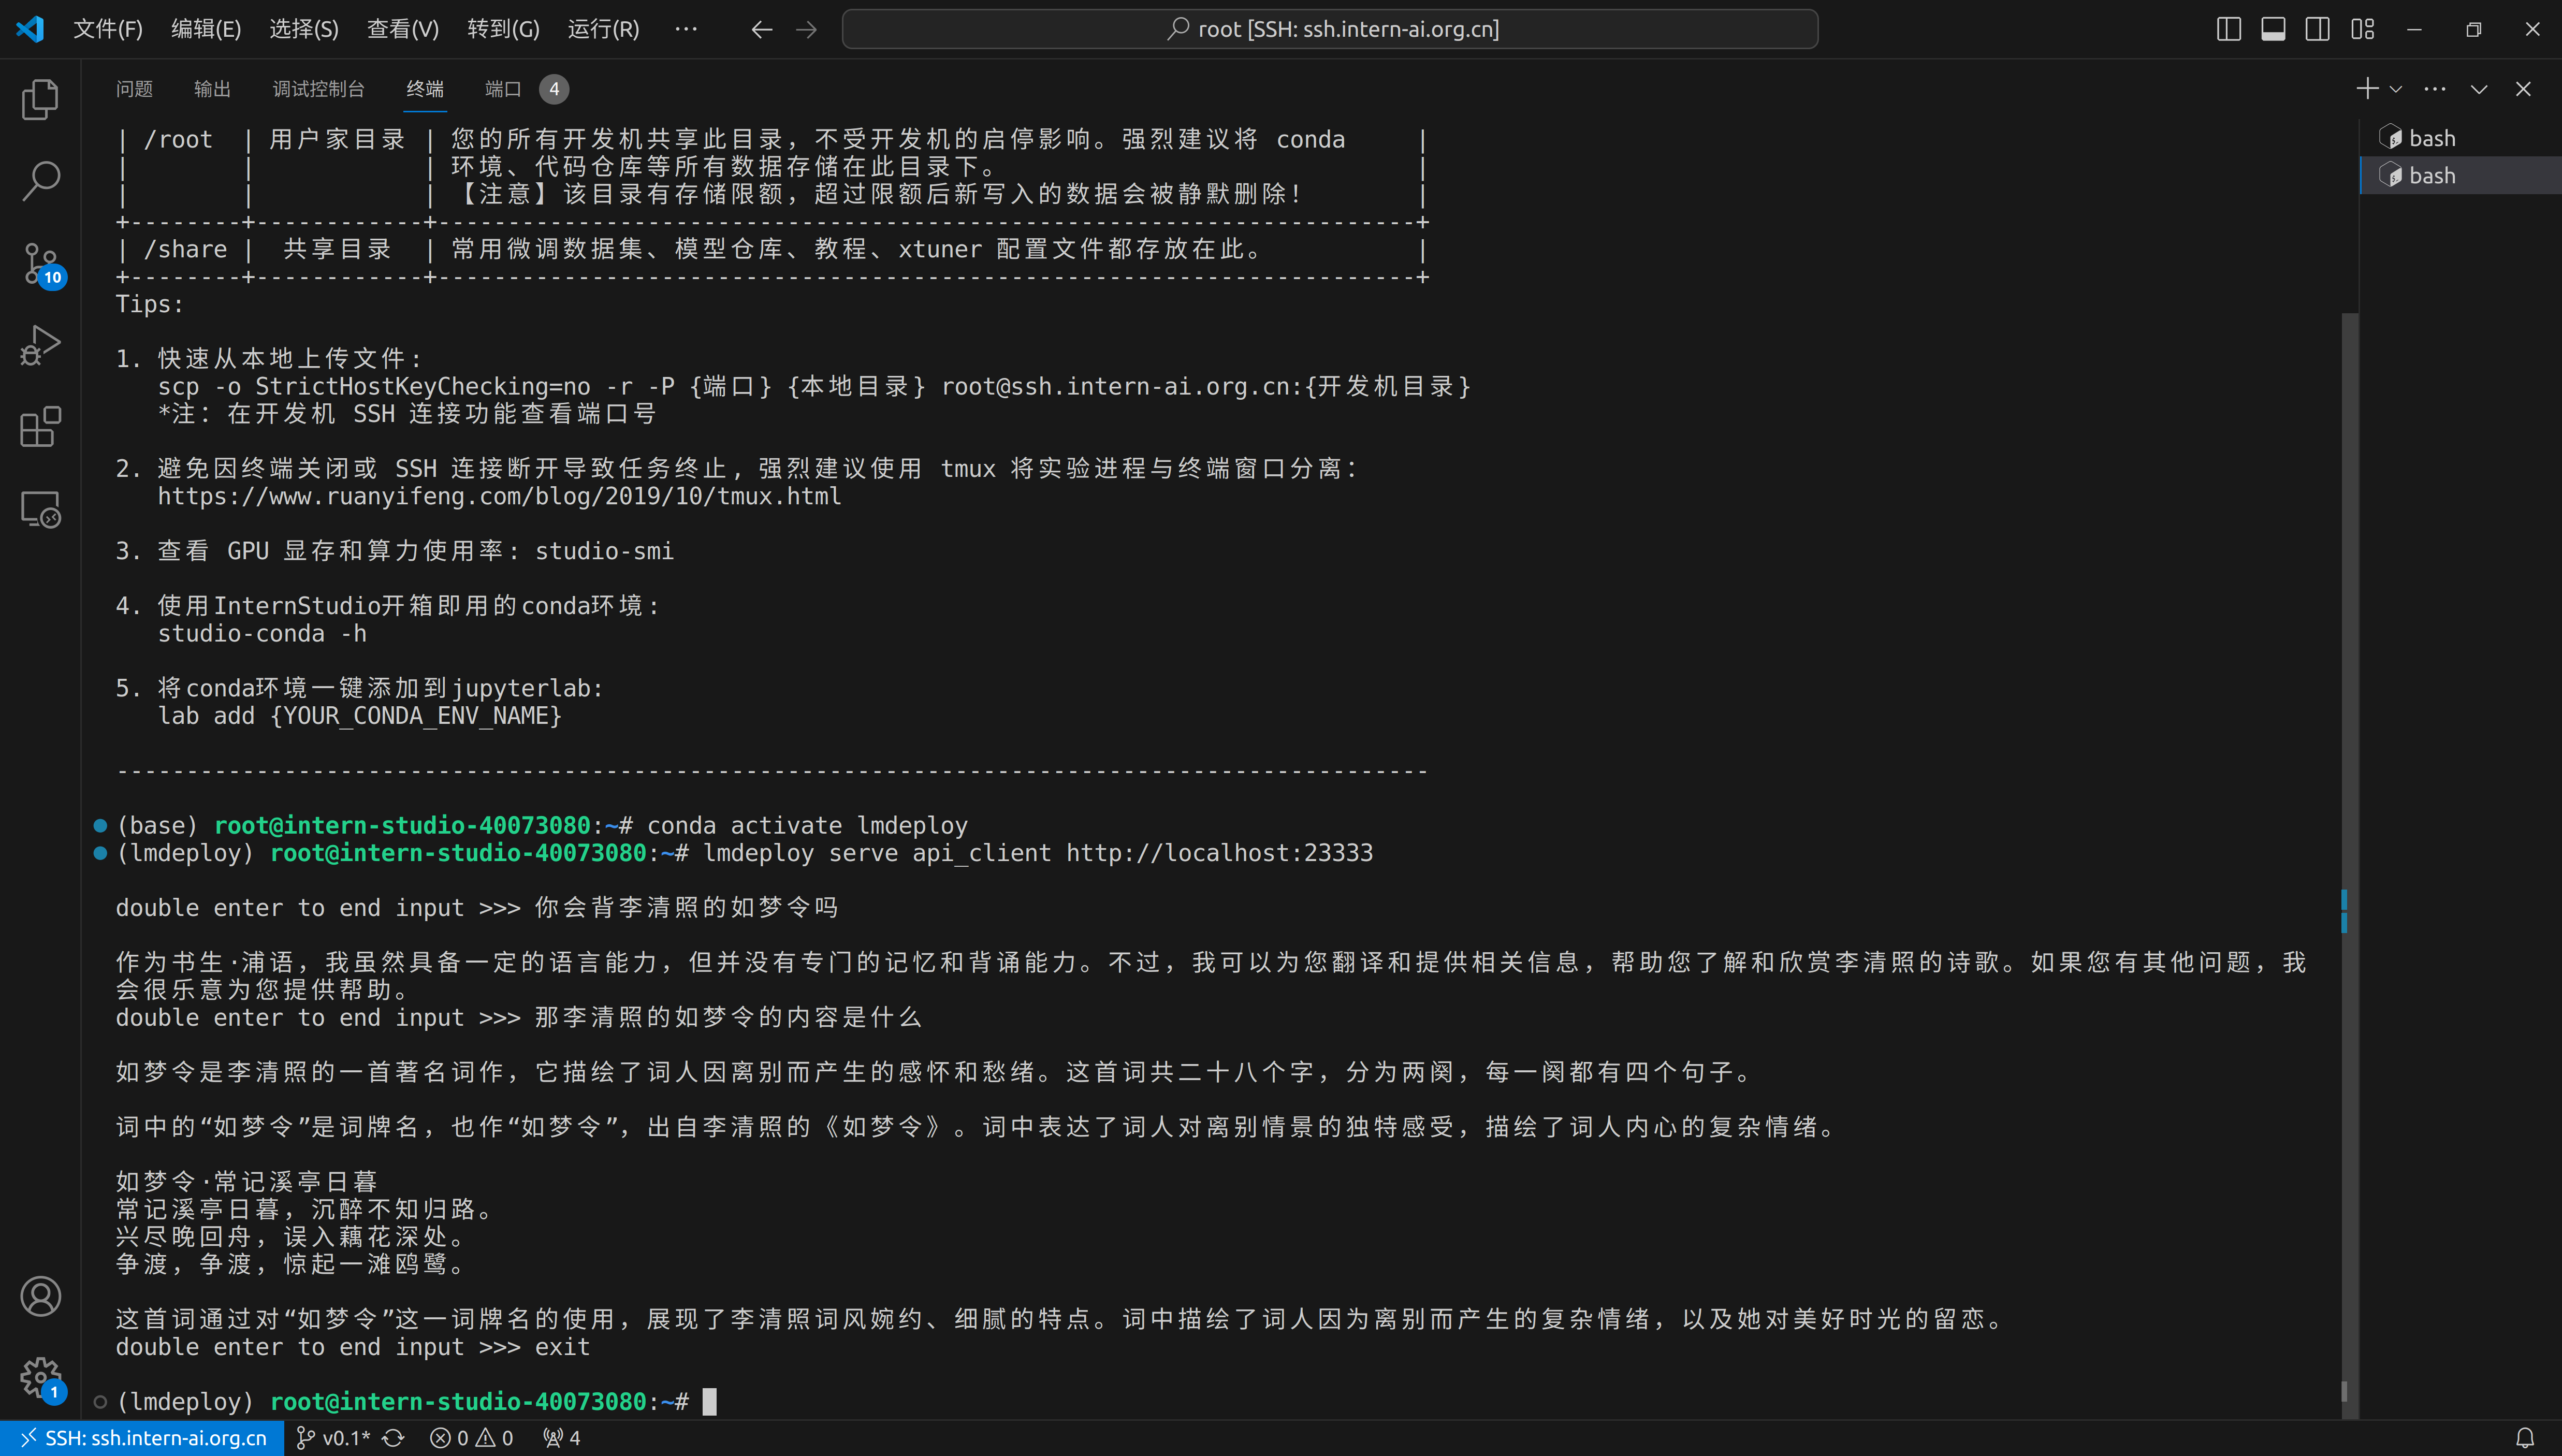 文件(F) 编辑(E) 选择(S) 查看(V) 转到(G) 运行(R) ··· root [SSH: ssh.intern-ai.org.cn]
问题 输出 调试控制台 终端 端口 4
| /root | 用户家目录 | 您的所有开发机共享此目录，不受开发机的启停影响。强烈建议将 conda |
| | | 环境、代码仓库等所有数据存储在此目录下。 |
| | | 【注意】该目录有存储限额，超过限额后新写入的数据会被静默删除！ |
+--------+------------+----------------------------------------------------------------------+
| /share | 共享目录 | 常用微调数据集、模型仓库、教程、xtuner 配置文件都存放在此。 |
+--------+------------+----------------------------------------------------------------------+
Tips:
1. 快速从本地上传文件：
scp -o StrictHostKeyChecking=no -r -P {端口} {本地目录} root@ssh.intern-ai.org.cn:{开发机目录}
*注：在开发机 SSH 连接功能查看端口号
2. 避免因终端关闭或 SSH 连接断开导致任务终止，强烈建议使用 tmux 将实验进程与终端窗口分离：
https://www.ruanyifeng.com/blog/2019/10/tmux.html
3. 查看 GPU 显存和算力使用率：studio-smi
4. 使用InternStudio开箱即用的conda环境：
studio-conda -h
5. 将conda环境一键添加到jupyterlab:
lab add {YOUR_CONDA_ENV_NAME}
----------------------------------------------------------------------------------------------
(base) root@intern-studio-40073080:~# conda activate lmdeploy
(lmdeploy) root@intern-studio-40073080:~# lmdeploy serve api_client http://localhost:23333
double enter to end input >>> 你会背李清照的如梦令吗
作为书生·浦语，我虽然具备一定的语言能力，但并没有专门的记忆和背诵能力。不过，我可以为您翻译和提供相关信息，帮助您了解和欣赏李清照的诗歌。如果您有其他问题，我
会很乐意为您提供帮助。
double enter to end input >>> 那李清照的如梦令的内容是什么
如梦令是李清照的一首著名词作，它描绘了词人因离别而产生的感怀和愁绪。这首词共二十八个字，分为两阕，每一阕都有四个句子。
词中的“如梦令”是词牌名，也作“如梦令”，出自李清照的《如梦令》。词中表达了词人对离别情景的独特感受，描绘了词人内心的复杂情绪。
如梦令·常记溪亭日暮
常记溪亭日暮，沉醉不知归路。
兴尽晚回舟，误入藕花深处。
争渡，争渡，惊起一滩鸥鹭。
这首词通过对“如梦令”这一词牌名的使用，展现了李清照词风婉约、细腻的特点。词中描绘了词人因为离别而产生的复杂情绪，以及她对美好时光的留恋。
double enter to end input >>> exit
(lmdeploy) root@intern-studio-40073080:~#
bash
bash
10
1
SSH: ssh.intern-ai.org.cn v0.1* 0 0 4